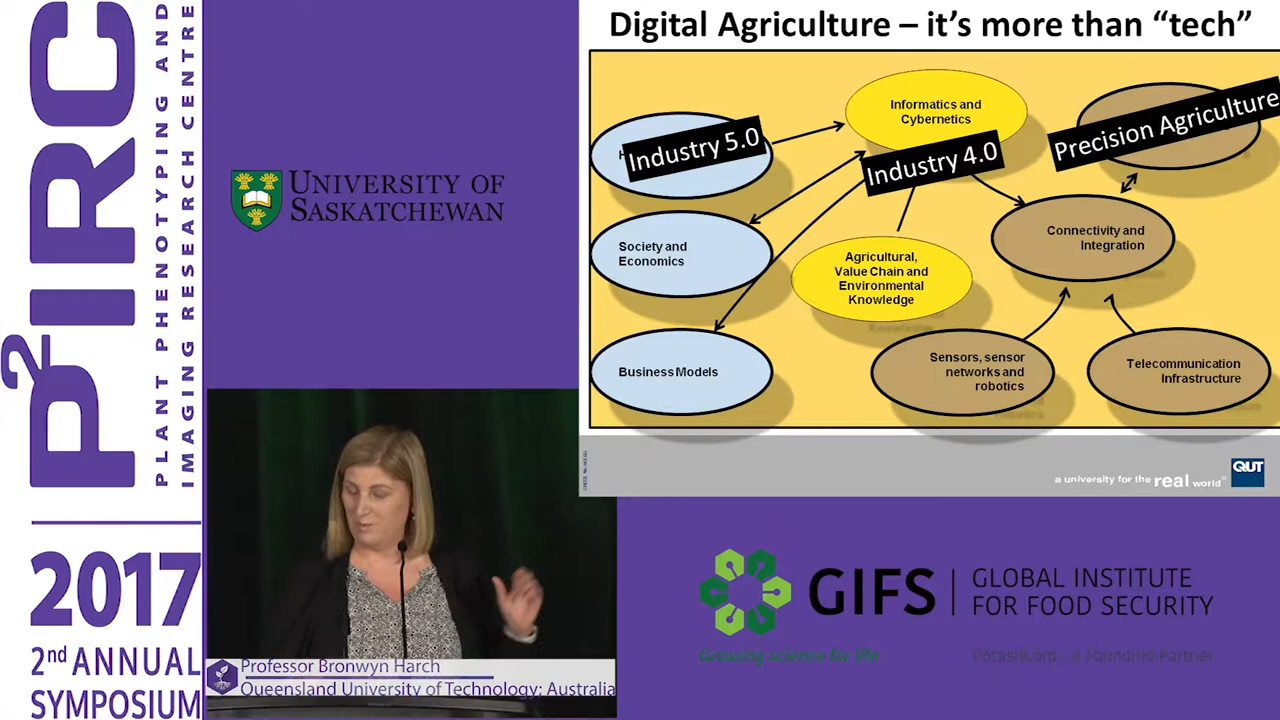 P²IRC
PLANT PHENOTYPING AND
IMAGING RESEARCH CENTRE
2017
2nd ANNUAL
SYMPOSIUM
UNIVERSITY OF
SASKATCHEWAN
Digital Agriculture – it's more than "tech"
Industry 5.0
Informatics and
Cybernetics
Industry 4.0
Precision Agriculture
Society and
Economics
Agricultural,
Value Chain and
Environmental
Knowledge
Connectivity and
Integration
Business Models
Sensors, sensor
networks and
robotics
Telecommunication
Infrastructure
a university for the real world
QUT
Professor Bronwyn Harch
Queensland University of Technology; Australia
GIFS
GLOBAL INSTITUTE
FOR FOOD SECURITY
Growing science for life
PotashCorp – a Founding Partner